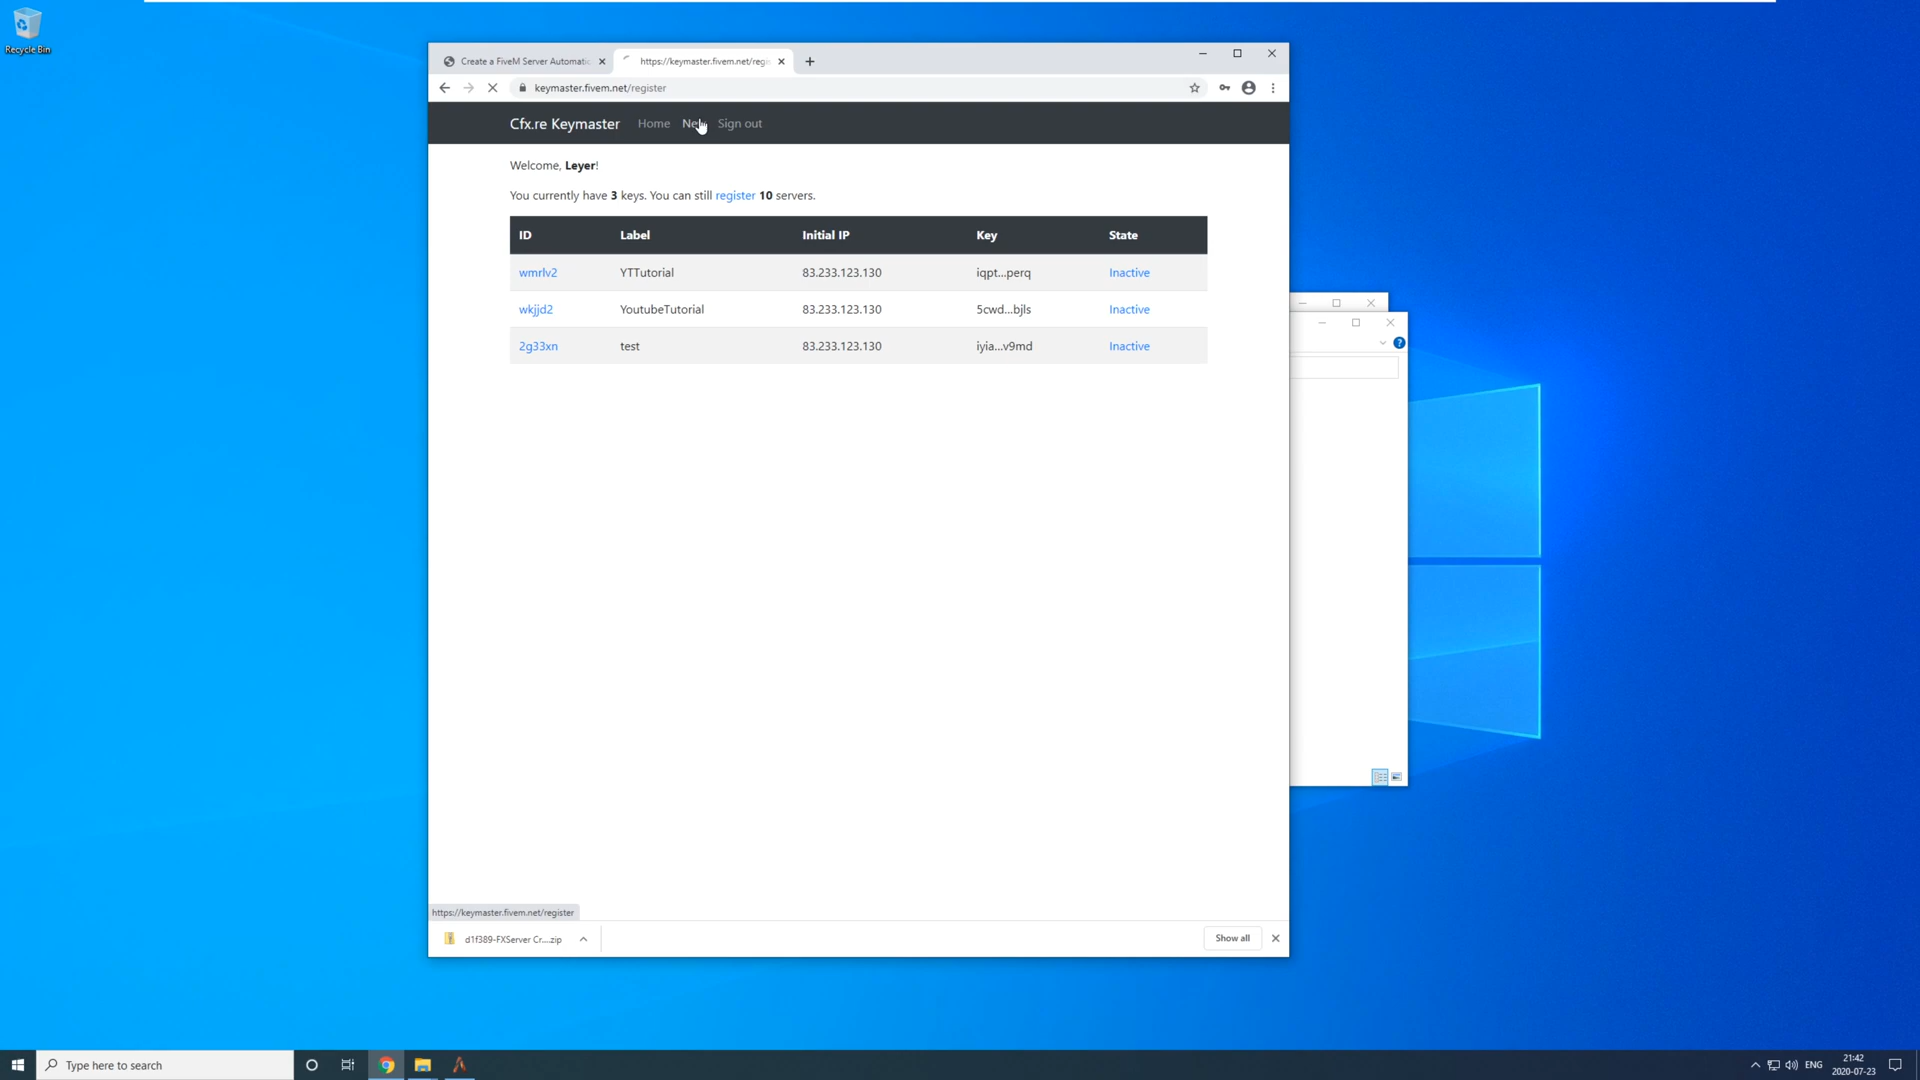 Recycle Bin
Create a FiveM Server Automatic
https://keymaster.fivem.net/regis
keymaster.fivem.net/register
Cfx.re Keymaster Home New Sign out
Welcome, Leyer!
You currently have 3 keys. You can still register 10 servers.
ID Label Initial IP Key State
wmrlv2 YTTutorial 83.233.123.130 iqpt...perq Inactive
wkjjd2 YoutubeTutorial 83.233.123.130 5cwd...bjls Inactive
2g33xn test 83.233.123.130 iyia...v9md Inactive
https://keymaster.fivem.net/register
d1f389-FXServer Cr....zip
Show all
Type here to search
ENG
21:42
2020-07-23